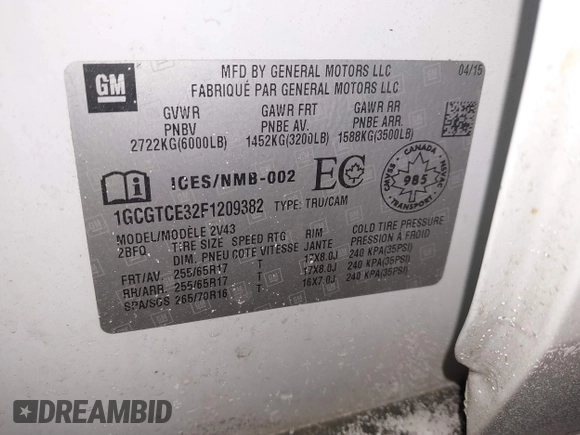 GM
MFD BY GENERAL MOTORS LLC 04/15
FABRIQUÉ PAR GENERAL MOTORS LLC
GVWR GAWR FRT GAWR RR
PNBV PNBE AV. PNBE ARR.
2722KG(6000LB) 1452KG(3200LB) 1588KG(3500LB)
ICES/NMB-002 EC
CANADA
CMVSS 985 NSVAC
1GCGTCE32F1209382 TYPE: TRU/CAM
MODEL/MODÈLE 2V43
2BFQ TIRE SIZE SPEED RTG RIM COLD TIRE PRESSURE
DIM. PNEU COTE VITESSE JANTE PRESSION À FROID
FRT/AV. 255/65R17 T 17X8.0J 240 KPA(35PSI)
RR/ARR. 255/65R17 T 17X8.0J 240 KPA(35PSI)
SPA/SCS 265/70R16 T 16X7.0J 240 KPA(35PSI)
DREAMBID